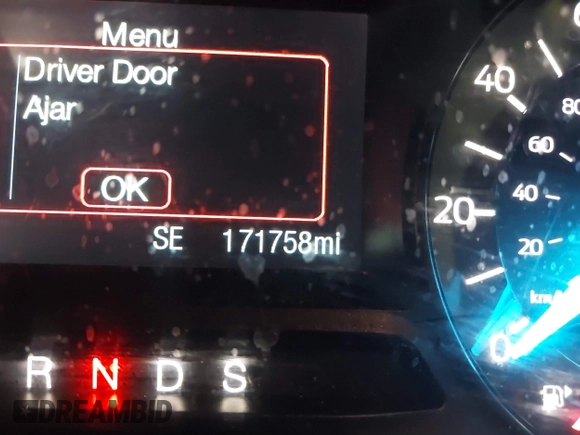 Menu
Driver Door
Ajar
OK
SE 171758mi
R N D S
40
20
0
80
60
40
20
km/
DREAMBID